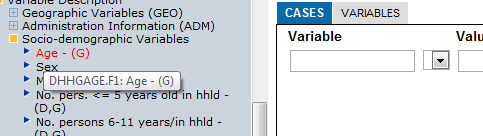 Variable Description
Geographic Variables (GEO)
Administration Information (ADM)
Socio-demographic Variables
Age - (G)
Sex
DHHGAGE.F1: Age - (G)
M
No. pers. <= 5 years old in hhld -
(D,G)
No. persons 6-11 years/in hhld -
(D,G)
CASES
VARIABLES
Variable
Valu